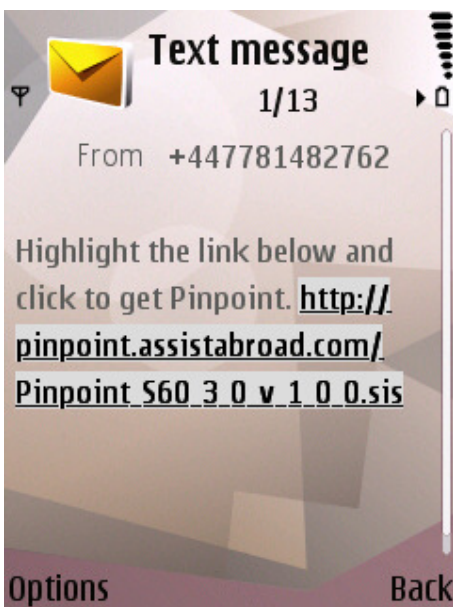 Text message
1/13
From +447781482762
Highlight the link below and
click to get Pinpoint. http://
pinpoint.assistabroad.com/
Pinpoint_S60_3_0_v_1_0_0.sis
Options Back